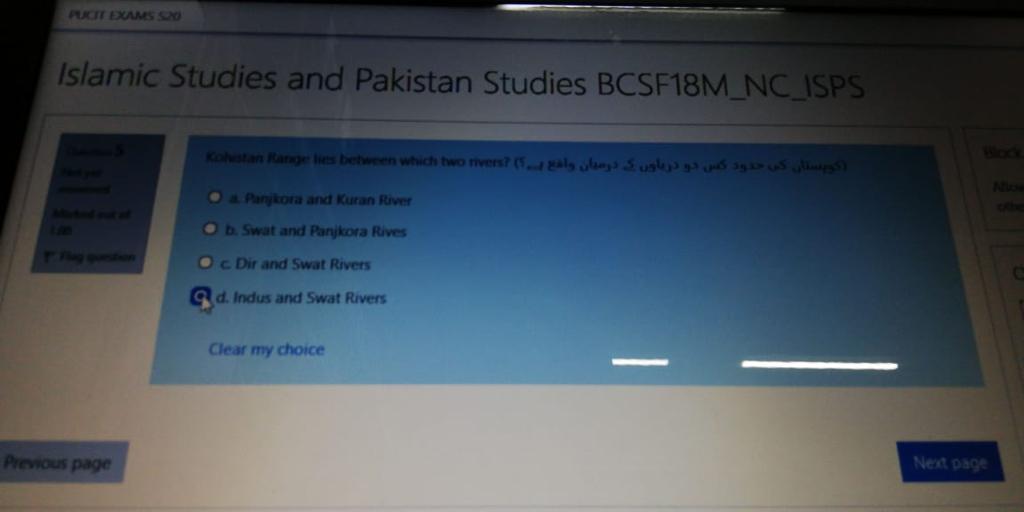 PUCIT EXAMS S20
Islamic Studies and Pakistan Studies BCSF18M_NC_ISPS
Question 5
Not yet
answered
Marked out of
1.00
Flag question
Kohistan Range lies between which two rivers? (کوہستان کی حدود کس دو دریاوں کے درمیان واقع ہے؟)
a. Panjkora and Kuran River
b. Swat and Panjkora Rives
c. Dir and Swat Rivers
d. Indus and Swat Rivers
Clear my choice
Previous page
Next page
Block
othe